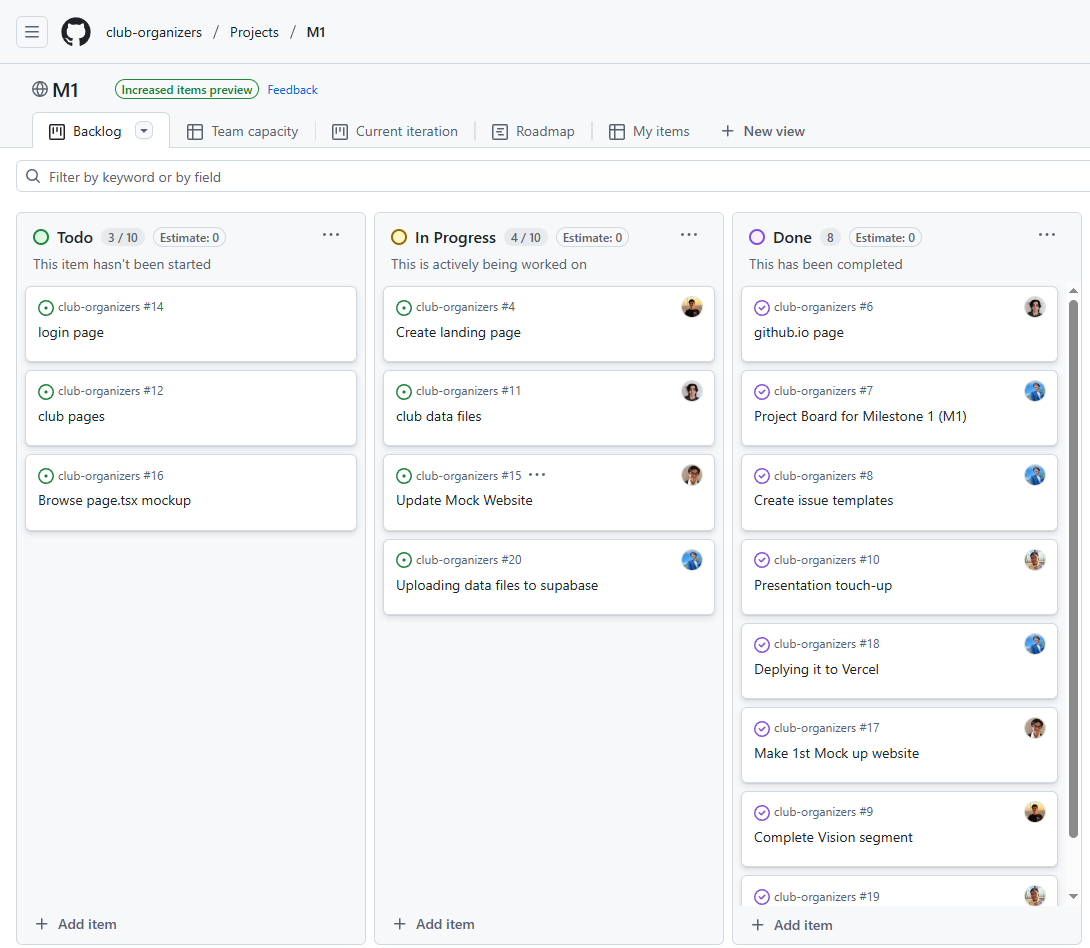 club-organizers / Projects / M1
M1 Increased items preview Feedback
Backlog Team capacity Current iteration Roadmap My items New view
Filter by keyword or by field
Todo 3 / 10 Estimate: 0
This item hasn't been started
club-organizers #14
login page
club-organizers #12
club pages
club-organizers #16
Browse page.tsx mockup
Add item
In Progress 4 / 10 Estimate: 0
This is actively being worked on
club-organizers #4
Create landing page
club-organizers #11
club data files
club-organizers #15
Update Mock Website
club-organizers #20
Uploading data files to supabase
Add item
Done 8 Estimate: 0
This has been completed
club-organizers #6
github.io page
club-organizers #7
Project Board for Milestone 1 (M1)
club-organizers #8
Create issue templates
club-organizers #10
Presentation touch-up
club-organizers #18
Deplying it to Vercel
club-organizers #17
Make 1st Mock up website
club-organizers #9
Complete Vision segment
club-organizers #19
Add item